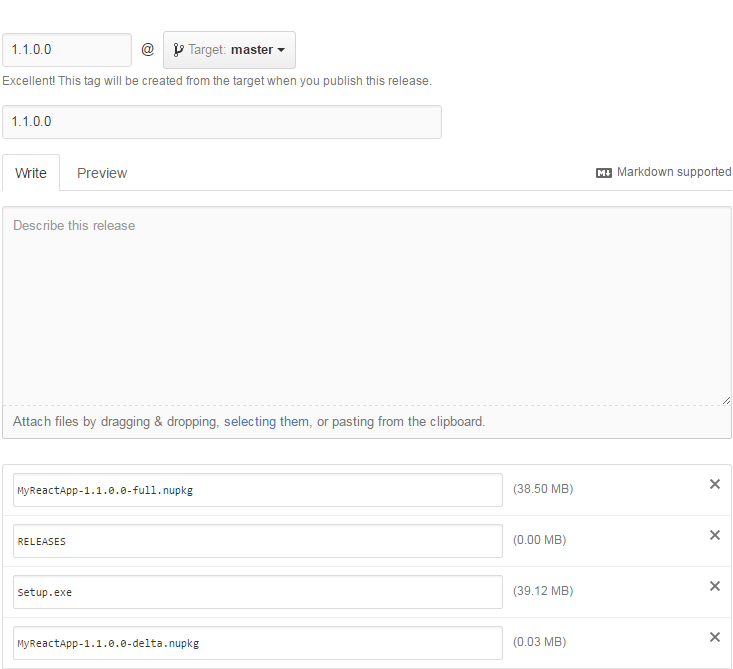 1.1.0.0 @ Target: master
Excellent! This tag will be created from the target when you publish this release.
1.1.0.0
Write Preview Markdown supported
Describe this release
Attach files by dragging & dropping, selecting them, or pasting from the clipboard.
MyReactApp-1.1.0.0-full.nupkg (38.50 MB)
RELEASES (0.00 MB)
Setup.exe (39.12 MB)
MyReactApp-1.1.0.0-delta.nupkg (0.03 MB)